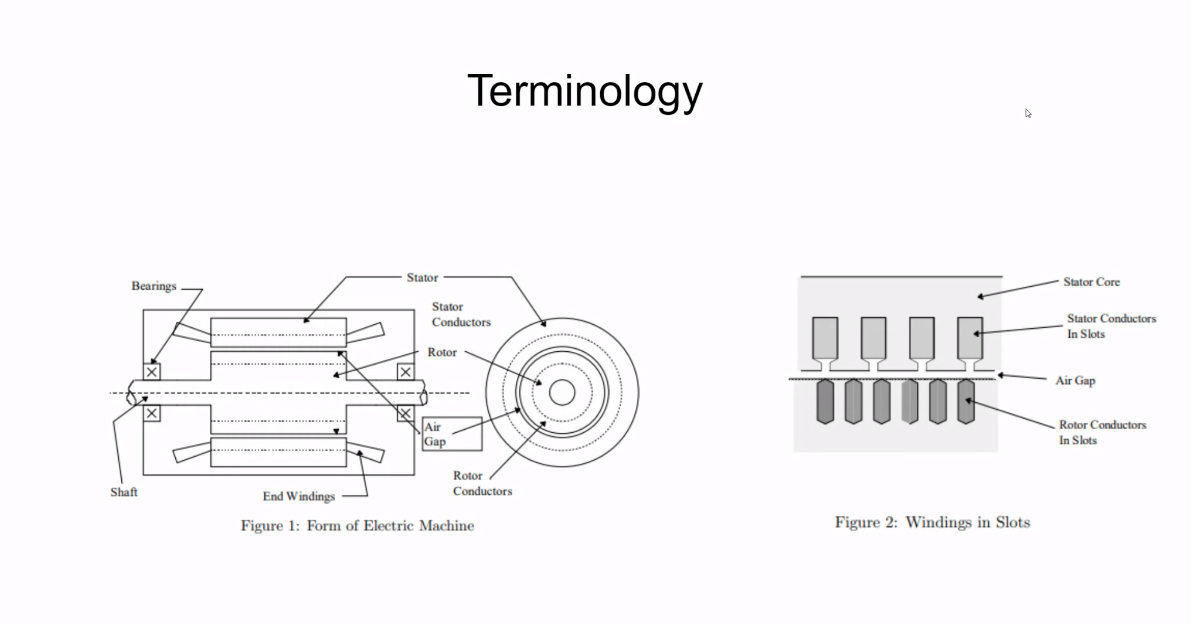 Terminology
Bearings
Stator
Stator
Conductors
Rotor
Air
Gap
Rotor
Conductors
Shaft
End Windings
Figure 1: Form of Electric Machine
Stator Core
Stator Conductors
In Slots
Air Gap
Rotor Conductors
In Slots
Figure 2: Windings in Slots